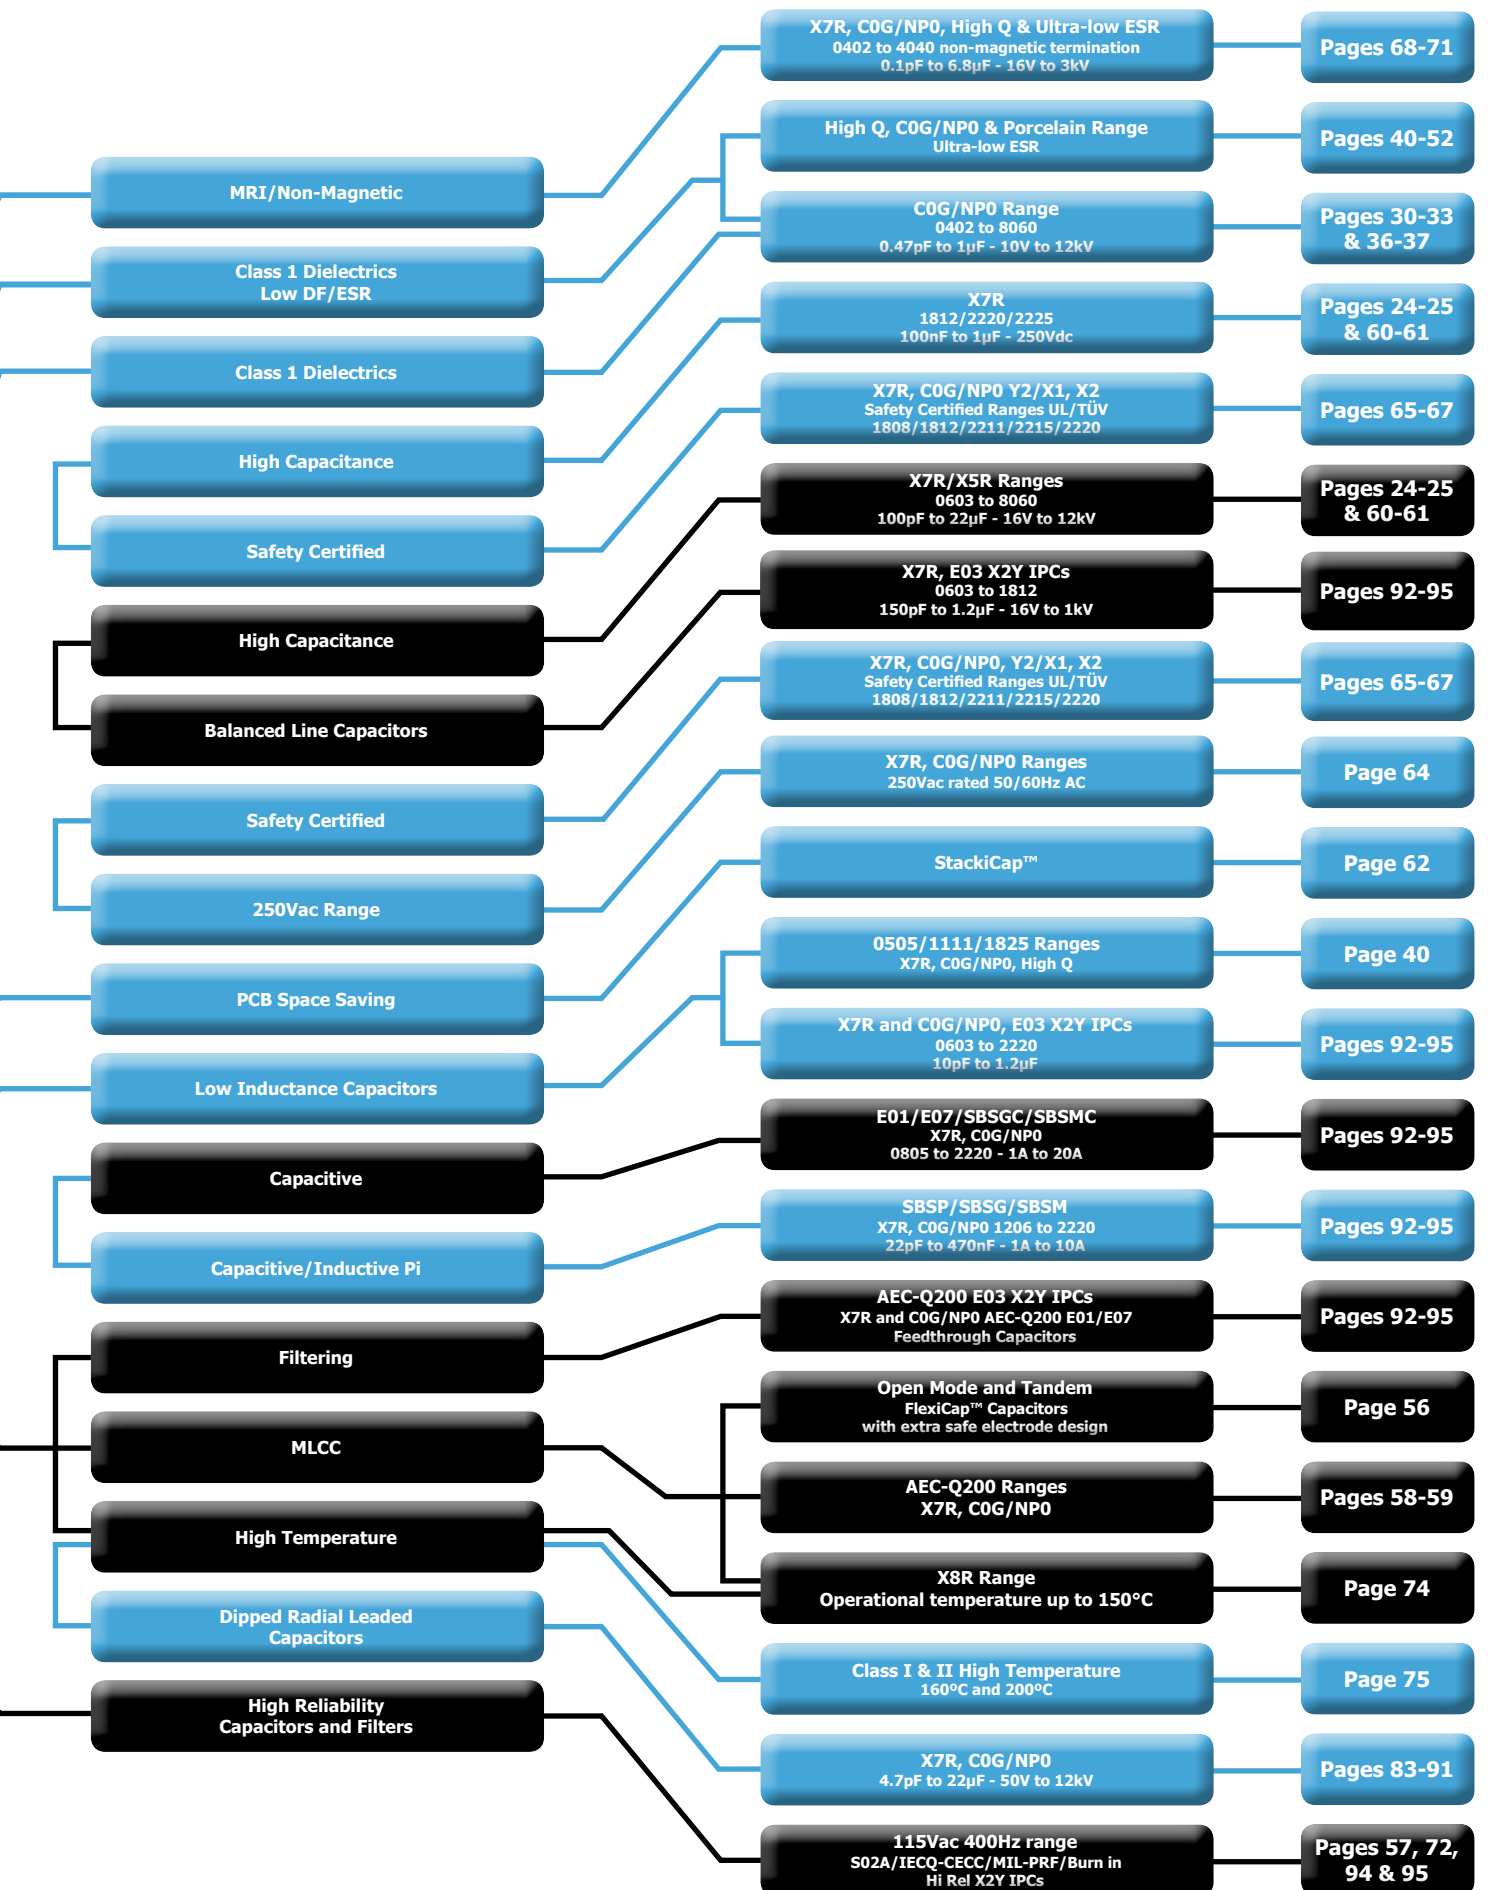 X7R, C0G/NP0, High Q & Ultra-low ESR
0402 to 4040 non-magnetic termination
0.1pF to 6.8µF - 16V to 3kV
Pages 68-71
High Q, C0G/NP0 & Porcelain Range
Ultra-low ESR
Pages 40-52
MRI/Non-Magnetic
C0G/NP0 Range
0402 to 8060
0.47pF to 1µF - 10V to 12kV
Pages 30-33
& 36-37
Class 1 Dielectrics
Low DF/ESR
X7R
1812/2220/2225
100nF to 1µF - 250Vdc
Pages 24-25
& 60-61
Class 1 Dielectrics
X7R, C0G/NP0 Y2/X1, X2
Safety Certified Ranges UL/TÜV
1808/1812/2211/2215/2220
Pages 65-67
High Capacitance
X7R/X5R Ranges
0603 to 8060
100pF to 22µF - 16V to 12kV
Pages 24-25
& 60-61
Safety Certified
X7R, E03 X2Y IPCs
0603 to 1812
150pF to 1.2µF - 16V to 1kV
Pages 92-95
High Capacitance
X7R, C0G/NP0, Y2/X1, X2
Safety Certified Ranges UL/TÜV
1808/1812/2211/2215/2220
Pages 65-67
Balanced Line Capacitors
X7R, C0G/NP0 Ranges
250Vac rated 50/60Hz AC
Page 64
Safety Certified
StackiCap™
Page 62
250Vac Range
0505/1111/1825 Ranges
X7R, C0G/NP0, High Q
Page 40
PCB Space Saving
X7R and C0G/NP0, E03 X2Y IPCs
0603 to 2220
10pF to 1.2µF
Pages 92-95
Low Inductance Capacitors
E01/E07/SBSGC/SBSMC
X7R, C0G/NP0
0805 to 2220 - 1A to 20A
Pages 92-95
Capacitive
SBSP/SBSG/SBSM
X7R, C0G/NP0 1206 to 2220
22pF to 470nF - 1A to 10A
Pages 92-95
Capacitive/Inductive Pi
AEC-Q200 E03 X2Y IPCs
X7R and C0G/NP0 AEC-Q200 E01/E07
Feedthrough Capacitors
Pages 92-95
Filtering
Open Mode and Tandem
FlexiCap™ Capacitors
with extra safe electrode design
Page 56
MLCC
AEC-Q200 Ranges
X7R, C0G/NP0
Pages 58-59
High Temperature
X8R Range
Operational temperature up to 150°C
Page 74
Dipped Radial Leaded
Capacitors
Class I & II High Temperature
160ºC and 200ºC
Page 75
High Reliability
Capacitors and Filters
X7R, C0G/NP0
4.7pF to 22µF - 50V to 12kV
Pages 83-91
115Vac 400Hz range
S02A/IECQ-CECC/MIL-PRF/Burn in
Hi Rel X2Y IPCs
Pages 57, 72,
94 & 95